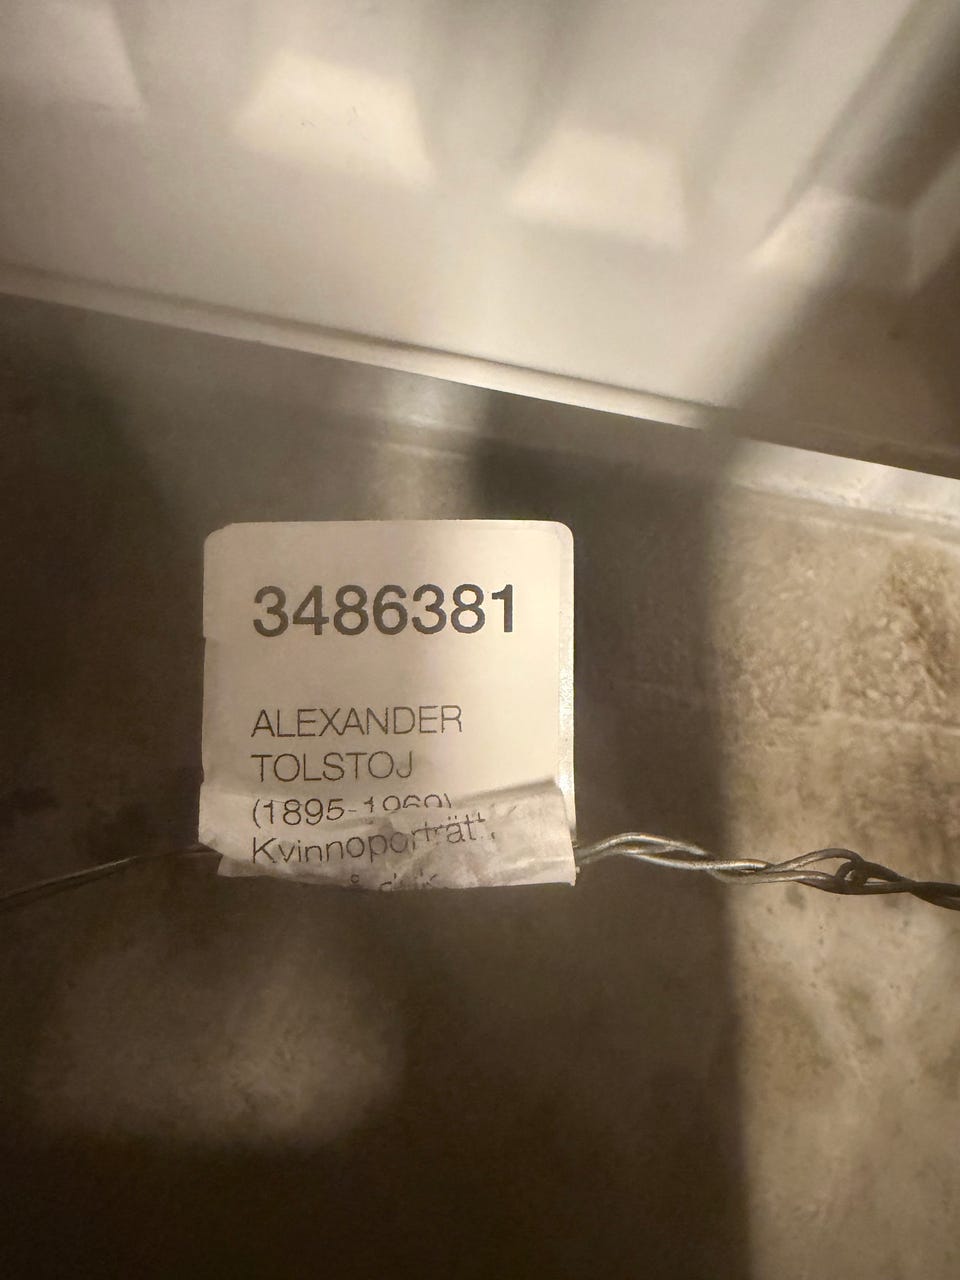 3486381
ALEXANDER
TOLSTOJ
(1895-1969)
Kvinnoporträtt,